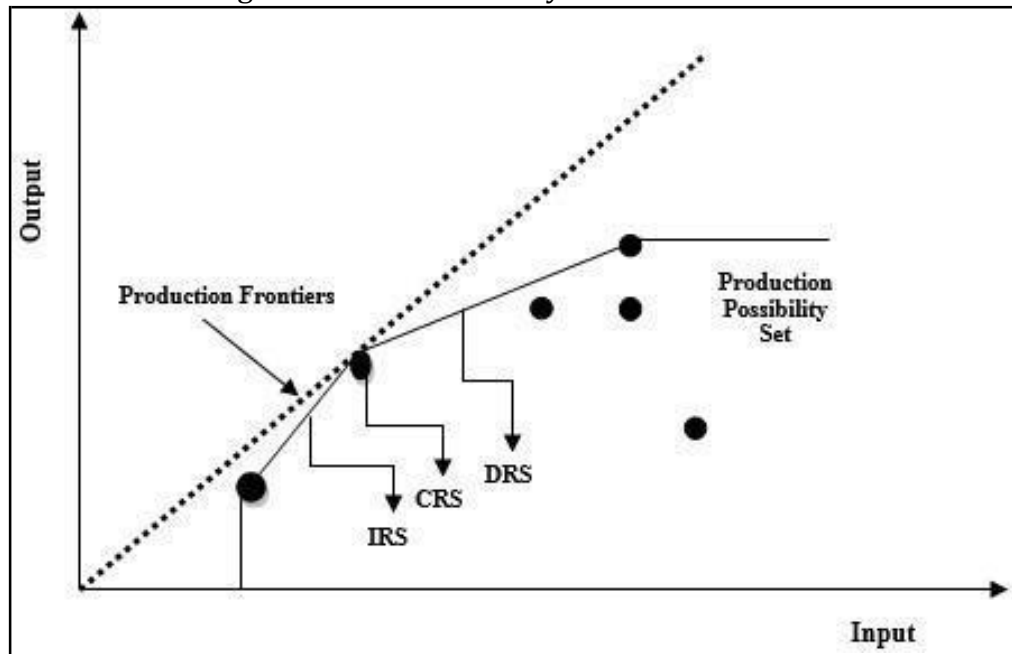 Output
Production Frontiers
Production
Possibility
Set
DRS
CRS
IRS
Input